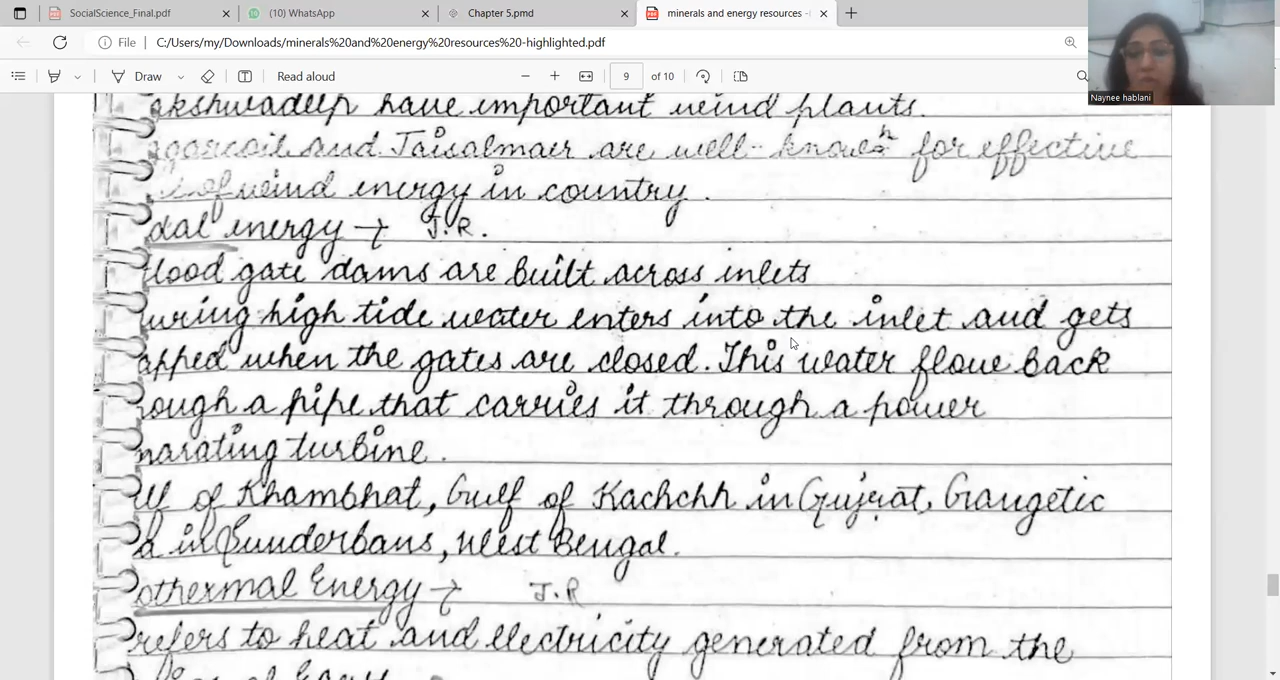 SocialScience_Final.pdf
(10) WhatsApp
Chapter 5.pmd
minerals and energy resources -
File C:/Users/my/Downloads/minerals%20and%20energy%20resources%20-highlighted.pdf
Draw
Read aloud
9 of 10
Naynee hablani
akshwadeep have important wind plants.
and Jaisalmaer are well-known for effective
of wind energy in country.
dal energy → J.R.
flood gate dams are built across inlets
uring high tide water enters into the inlet and gets
apped when the gates are closed. This water flows back
rough a pipe that carries it through a power
narating turbine.
ulf of Khambhat, Gulf of Kachchh in Gujrat, Gangetic
a in Sunderbans, West Bengal.
othermal Energy → J.R
refers to heat and electricity generated from the